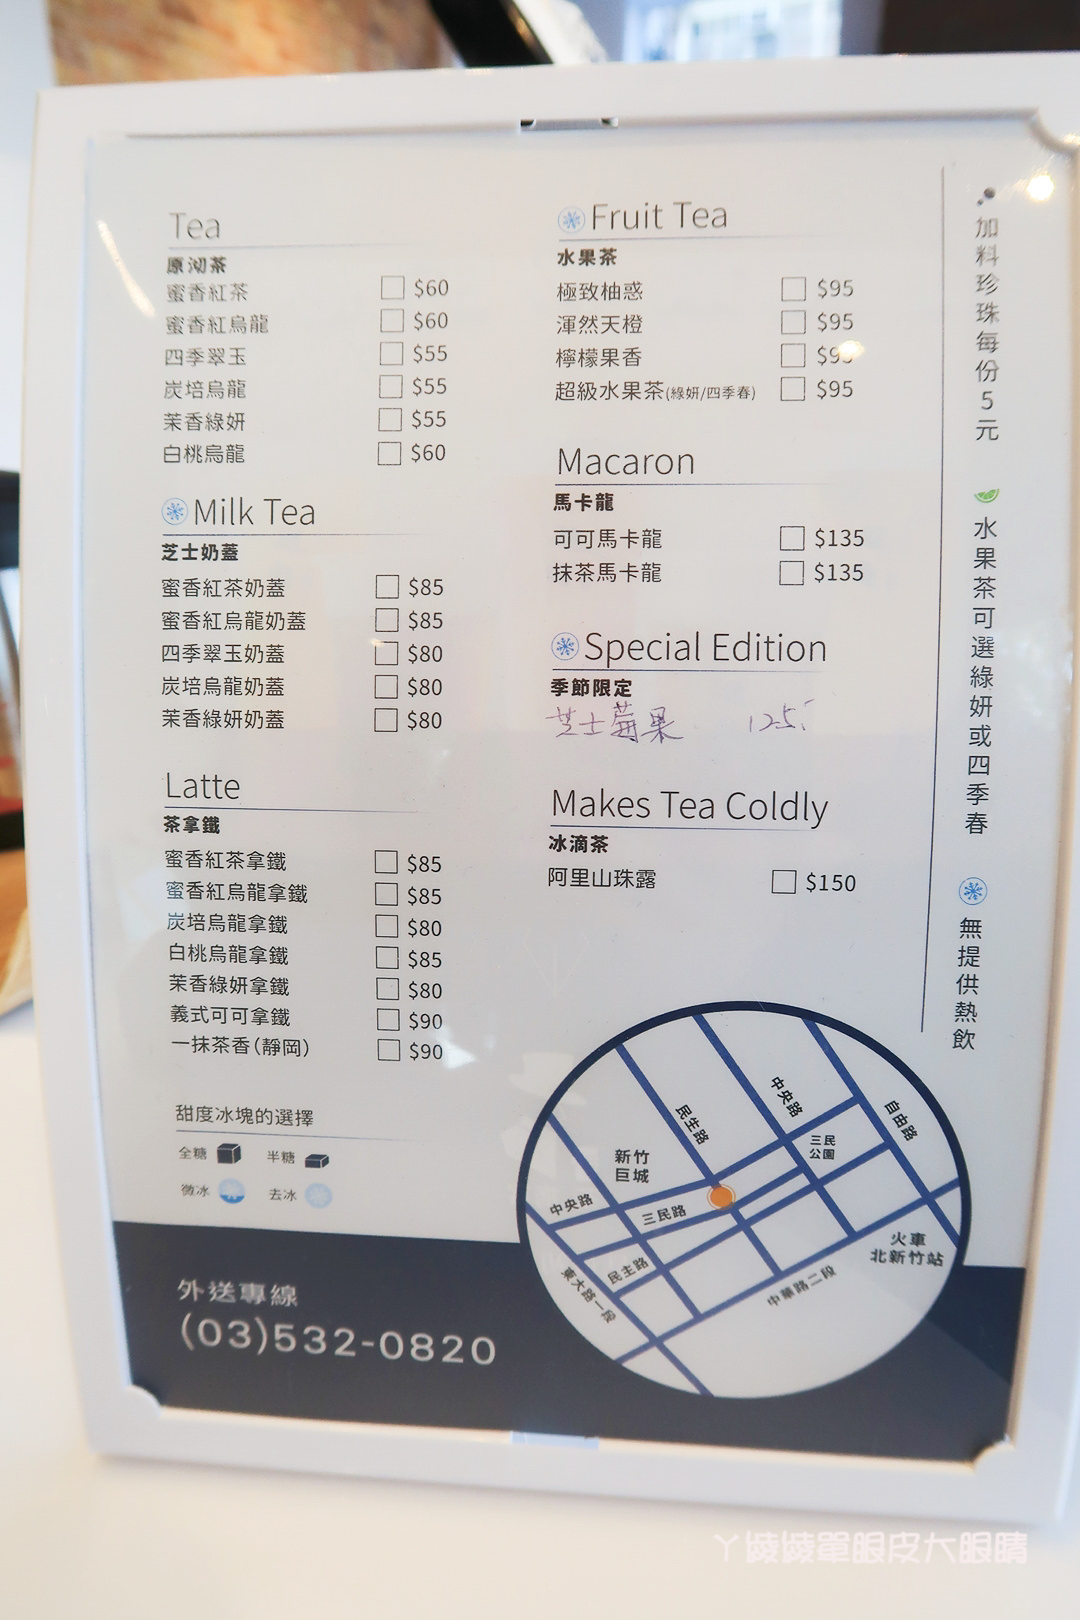 Tea
原沏茶
蜜香紅茶 $60
蜜香紅烏龍 $60
四季翠玉 $55
炭培烏龍 $55
茉香綠妍 $55
白桃烏龍 $60
Milk Tea
芝士奶蓋
蜜香紅茶奶蓋 $85
蜜香紅烏龍奶蓋 $85
四季翠玉奶蓋 $80
炭培烏龍奶蓋 $80
茉香綠妍奶蓋 $80
Latte
茶拿鐵
蜜香紅茶拿鐵 $85
蜜香紅烏龍拿鐵 $85
炭培烏龍拿鐵 $80
白桃烏龍拿鐵 $85
茉香綠妍拿鐵 $80
義式可可拿鐵 $90
一抹茶香(靜岡) $90
甜度冰塊的選擇
全糖 半糖
微冰 去冰
Fruit Tea
水果茶
極致柚惑 $95
渾然天橙 $95
檸檬果香 $95
超級水果茶(綠妍/四季春) $95
Macaron
馬卡龍
可可馬卡龍 $135
抹茶馬卡龍 $135
Special Edition
季節限定
芝士莓果 125
Makes Tea Coldly
冰滴茶
阿里山珠露 $150
加料珍珠每份5元
水果茶可選綠妍或四季春
無提供熱飲
民生路
中央路
自由路
三民
公園
新竹
巨城
中央路
三民路
民主路
東大路一段
中華路二段
火車
北新竹站
外送專線
(03)532-0820
ㄚ綾綾單眼皮大眼睛